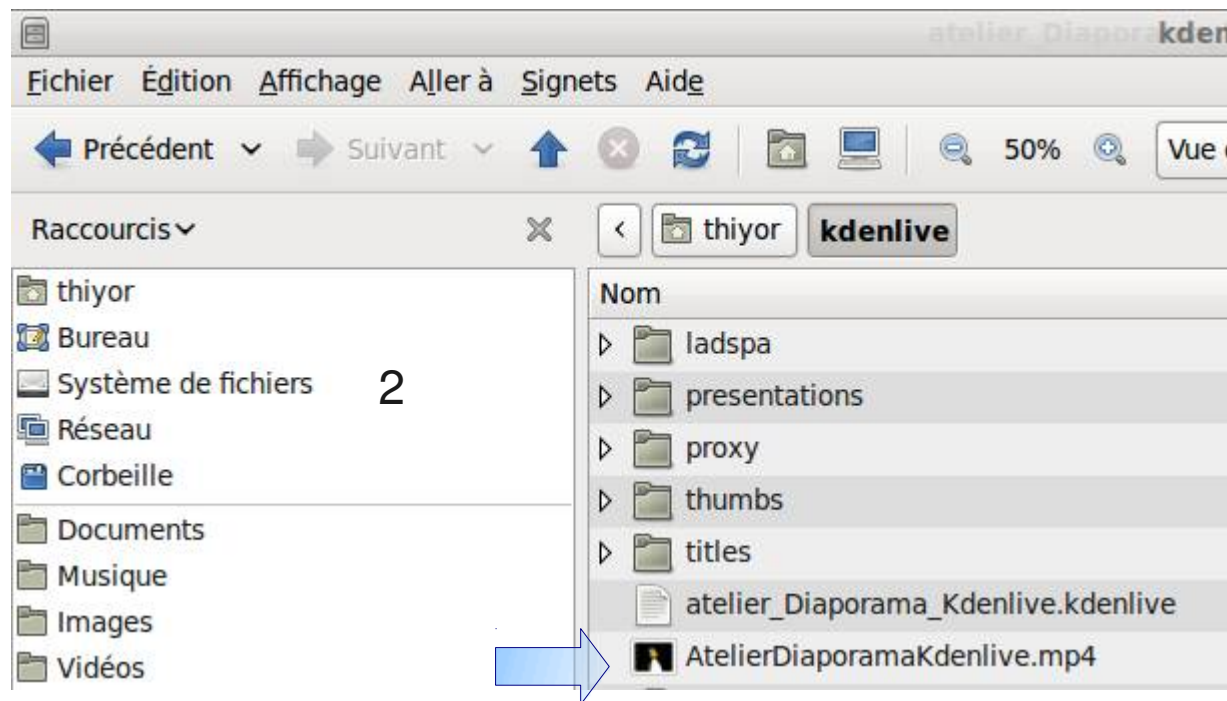 atelier_Diapora kden
Fichier Édition Affichage Aller à Signets Aide
Précédent Suivant 50% Vue
Raccourcis
thiyor kdenlive
thiyor
Bureau
Système de fichiers
2
Réseau
Corbeille
Documents
Musique
Images
Vidéos
Nom
ladspa
presentations
proxy
thumbs
titles
atelier_Diaporama_Kdenlive.kdenlive
AtelierDiaporamaKdenlive.mp4